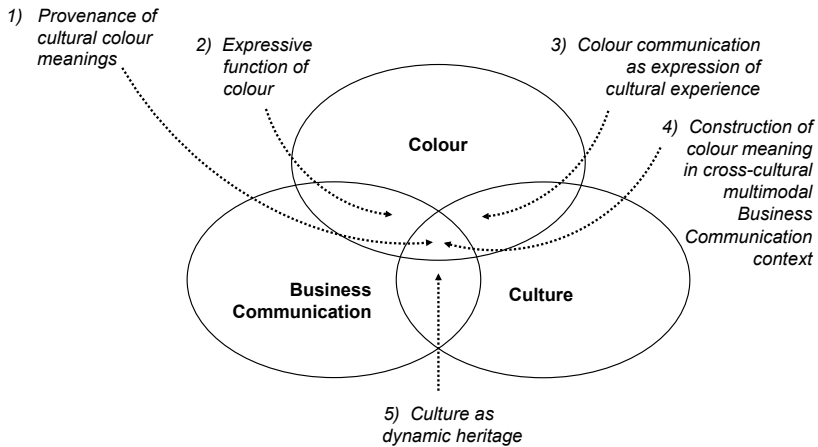 1) Provenance of
cultural colour
meanings
2) Expressive
function of
colour
3) Colour communication
as expression of
cultural experience
4) Construction of
colour meaning
in cross-cultural
multimodal
Business
Communication
context
Colour
Business
Communication
Culture
5) Culture as
dynamic heritage